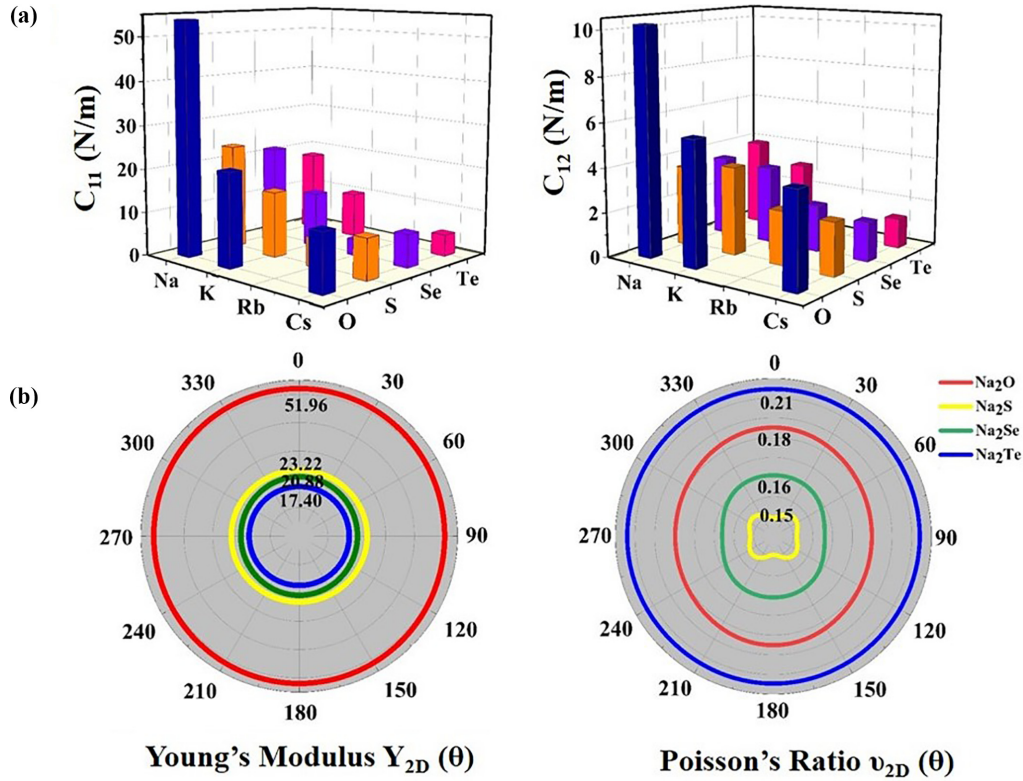 (a)
C11 (N/m)
50
40
30
20
10
0
Na
K
Rb
Cs
O
S
Se
Te
C12 (N/m)
10
8
6
4
2
0
Na
K
Rb
Cs
O
S
Se
Te
(b)
0
30
60
90
120
150
180
210
240
270
300
330
51.96
23.22
20.88
17.40
Young’s Modulus Y2D (θ)
0
30
60
90
120
150
180
210
240
270
300
330
0.21
0.18
0.16
0.15
Na2O
Na2S
Na2Se
Na2Te
Poisson’s Ratio υ2D (θ)